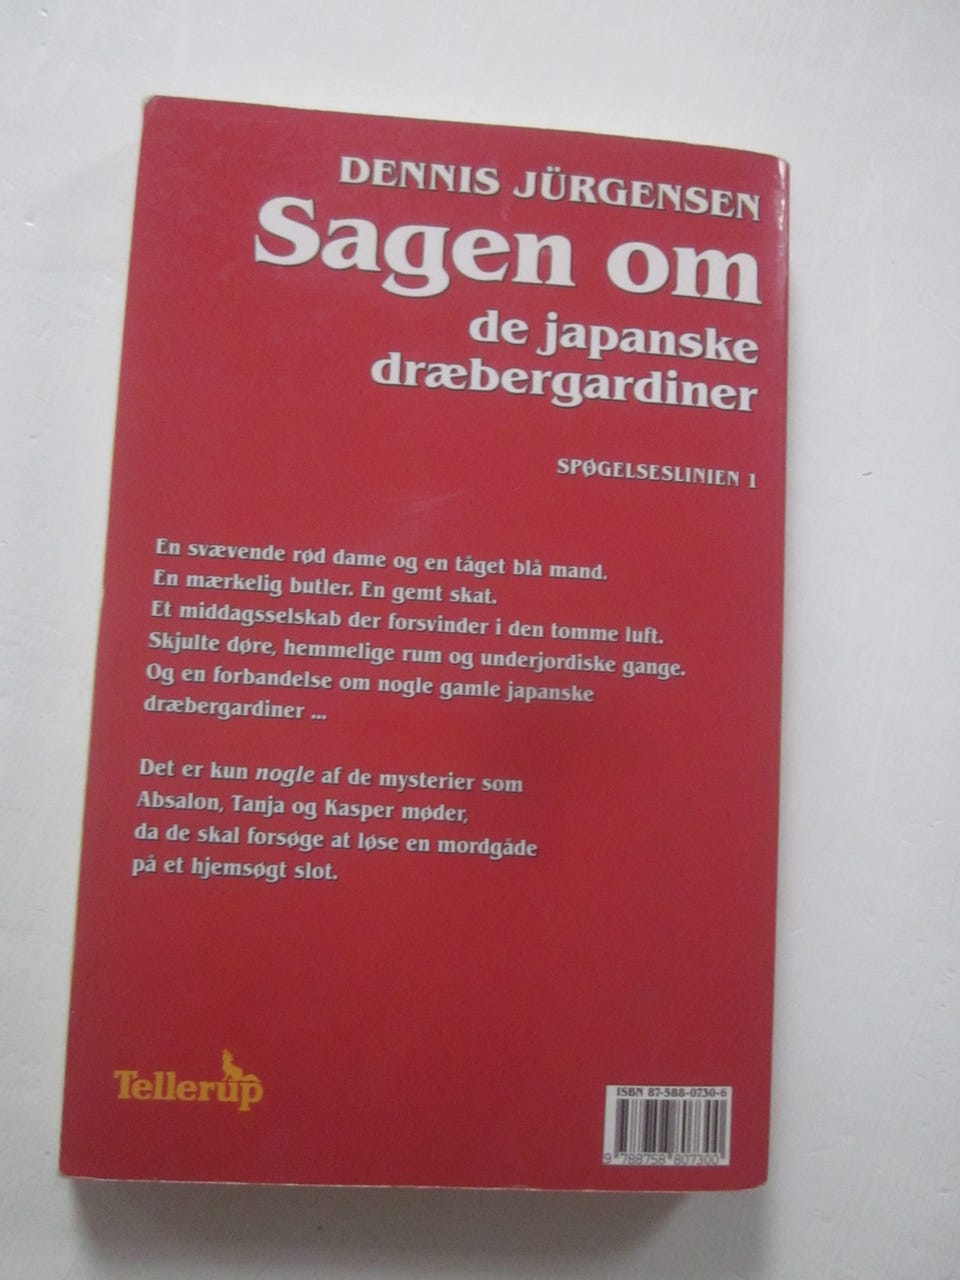 DENNIS JÜRGENSEN
Sagen om
de japanske
dræbergardiner
SPØGELSESLINIEN 1
En svævende rød dame og en tåget blå mand.
En mærkelig butler. En gemt skat.
Et middagsselskab der forsvinder i den tomme luft.
Skjulte døre, hemmelige rum og underjordiske gange.
Og en forbandelse om nogle gamle japanske
dræbergardiner ...
Det er kun nogle af de mysterier som
Absalon, Tanja og Kasper møder,
da de skal forsøge at løse en mordgåde
på et hjemsøgt slot.
Tellerup
ISBN 87-588-0730-6
9 788758 807300